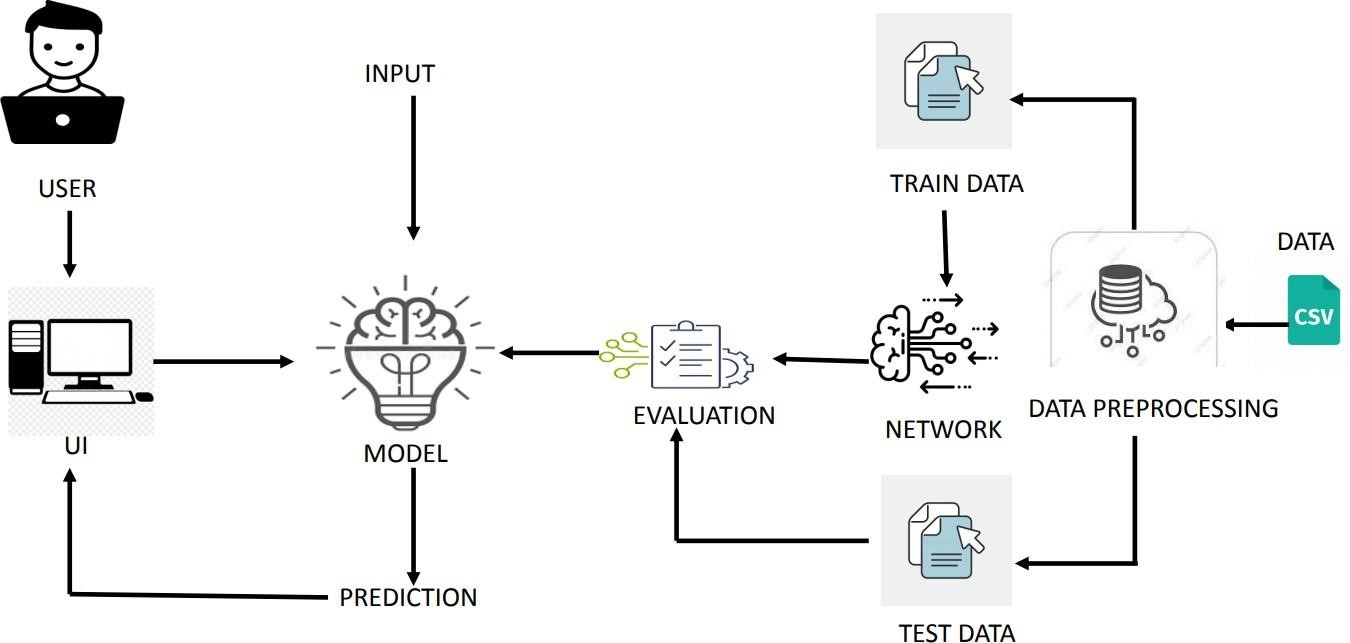 INPUT
USER
TRAIN DATA
DATA
CSV
UI
MODEL
EVALUATION
NETWORK
DATA PREPROCESSING
PREDICTION
TEST DATA